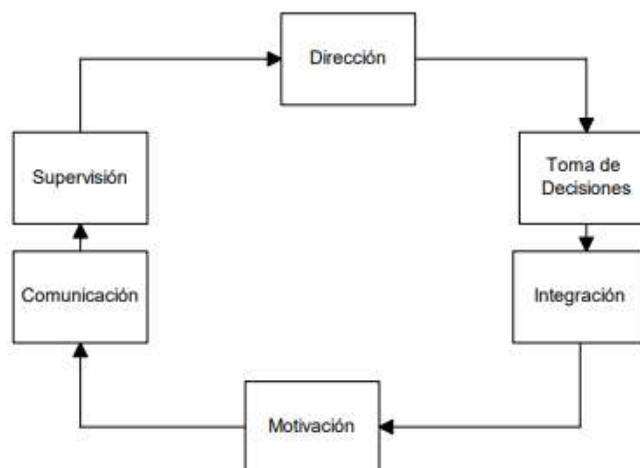 Dirección
Toma de
Decisiones
Integración
Motivación
Comunicación
Supervisión